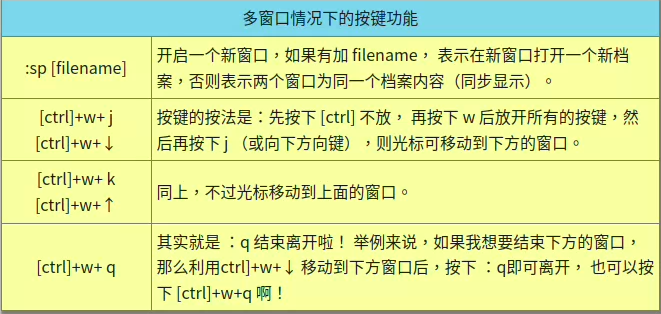 多窗口情况下的按键功能
:sp [filename]
开启一个新窗口，如果有加 filename， 表示在新窗口打开一个新档
案，否则表示两个窗口为同一个档案内容（同步显示）。
[ctrl]+w+ j
[ctrl]+w+↓
按键的按法是：先按下 [ctrl] 不放， 再按下 w 后放开所有的按键，然
后再按下 j （或向下方向键），则光标可移动到下方的窗口。
[ctrl]+w+ k
[ctrl]+w+↑
同上，不过光标移动到上面的窗口。
[ctrl]+w+ q
其实就是 ：q 结束离开啦！ 举例来说，如果我想要结束下方的窗口，
那么利用ctrl]+w+↓ 移动到下方窗口后，按下 ：q即可离开， 也可以按
下 [ctrl]+w+q 啊！